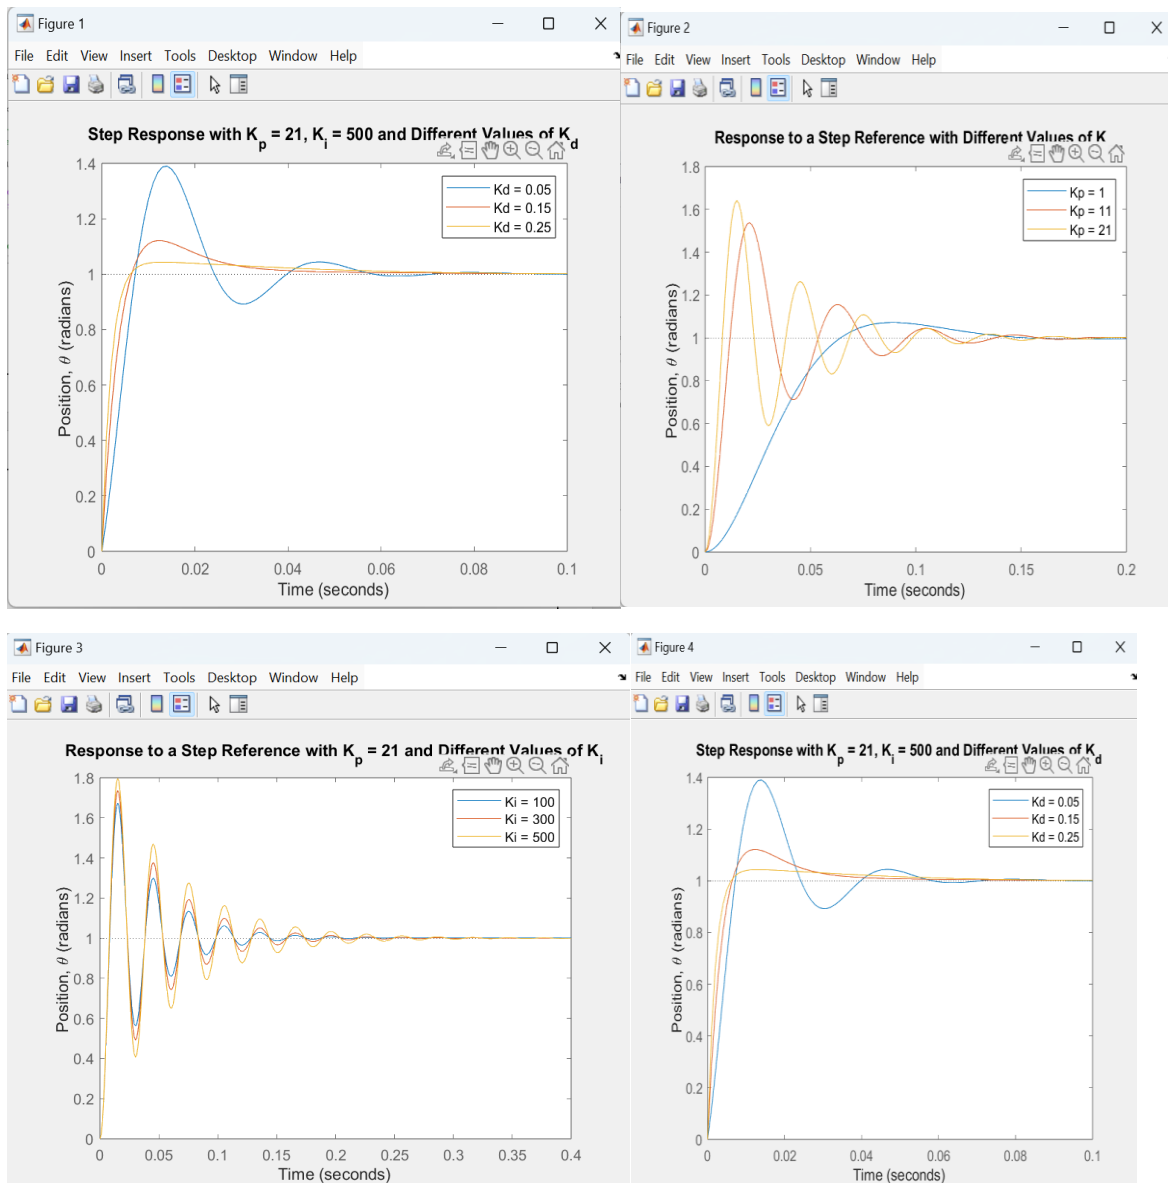 Figure 1
File Edit View Insert Tools Desktop Window Help
Step Response with Kp = 21, Ki = 500 and Different Values of Kd
1.4
1.2
1
0.8
0.6
0.4
0.2
0
Position, θ (radians)
Kd = 0.05
Kd = 0.15
Kd = 0.25
0 0.02 0.04 0.06 0.08 0.1
Time (seconds)
Figure 2
File Edit View Insert Tools Desktop Window Help
Response to a Step Reference with Different Values of K
1.8
1.6
1.4
1.2
1
0.8
0.6
0.4
0.2
0
Position, θ (radians)
Kp = 1
Kp = 11
Kp = 21
0 0.05 0.1 0.15 0.2
Time (seconds)
Figure 3
File Edit View Insert Tools Desktop Window Help
Response to a Step Reference with Kp = 21 and Different Values of Ki
1.8
1.6
1.4
1.2
1
0.8
0.6
0.4
0.2
0
Position, θ (radians)
Ki = 100
Ki = 300
Ki = 500
0 0.05 0.1 0.15 0.2 0.25 0.3 0.35 0.4
Time (seconds)
Figure 4
File Edit View Insert Tools Desktop Window Help
Step Response with Kp = 21, Ki = 500 and Different Values of Kd
1.4
1.2
1
0.8
0.6
0.4
0.2
0
Position, θ (radians)
Kd = 0.05
Kd = 0.15
Kd = 0.25
0 0.02 0.04 0.06 0.08 0.1
Time (seconds)